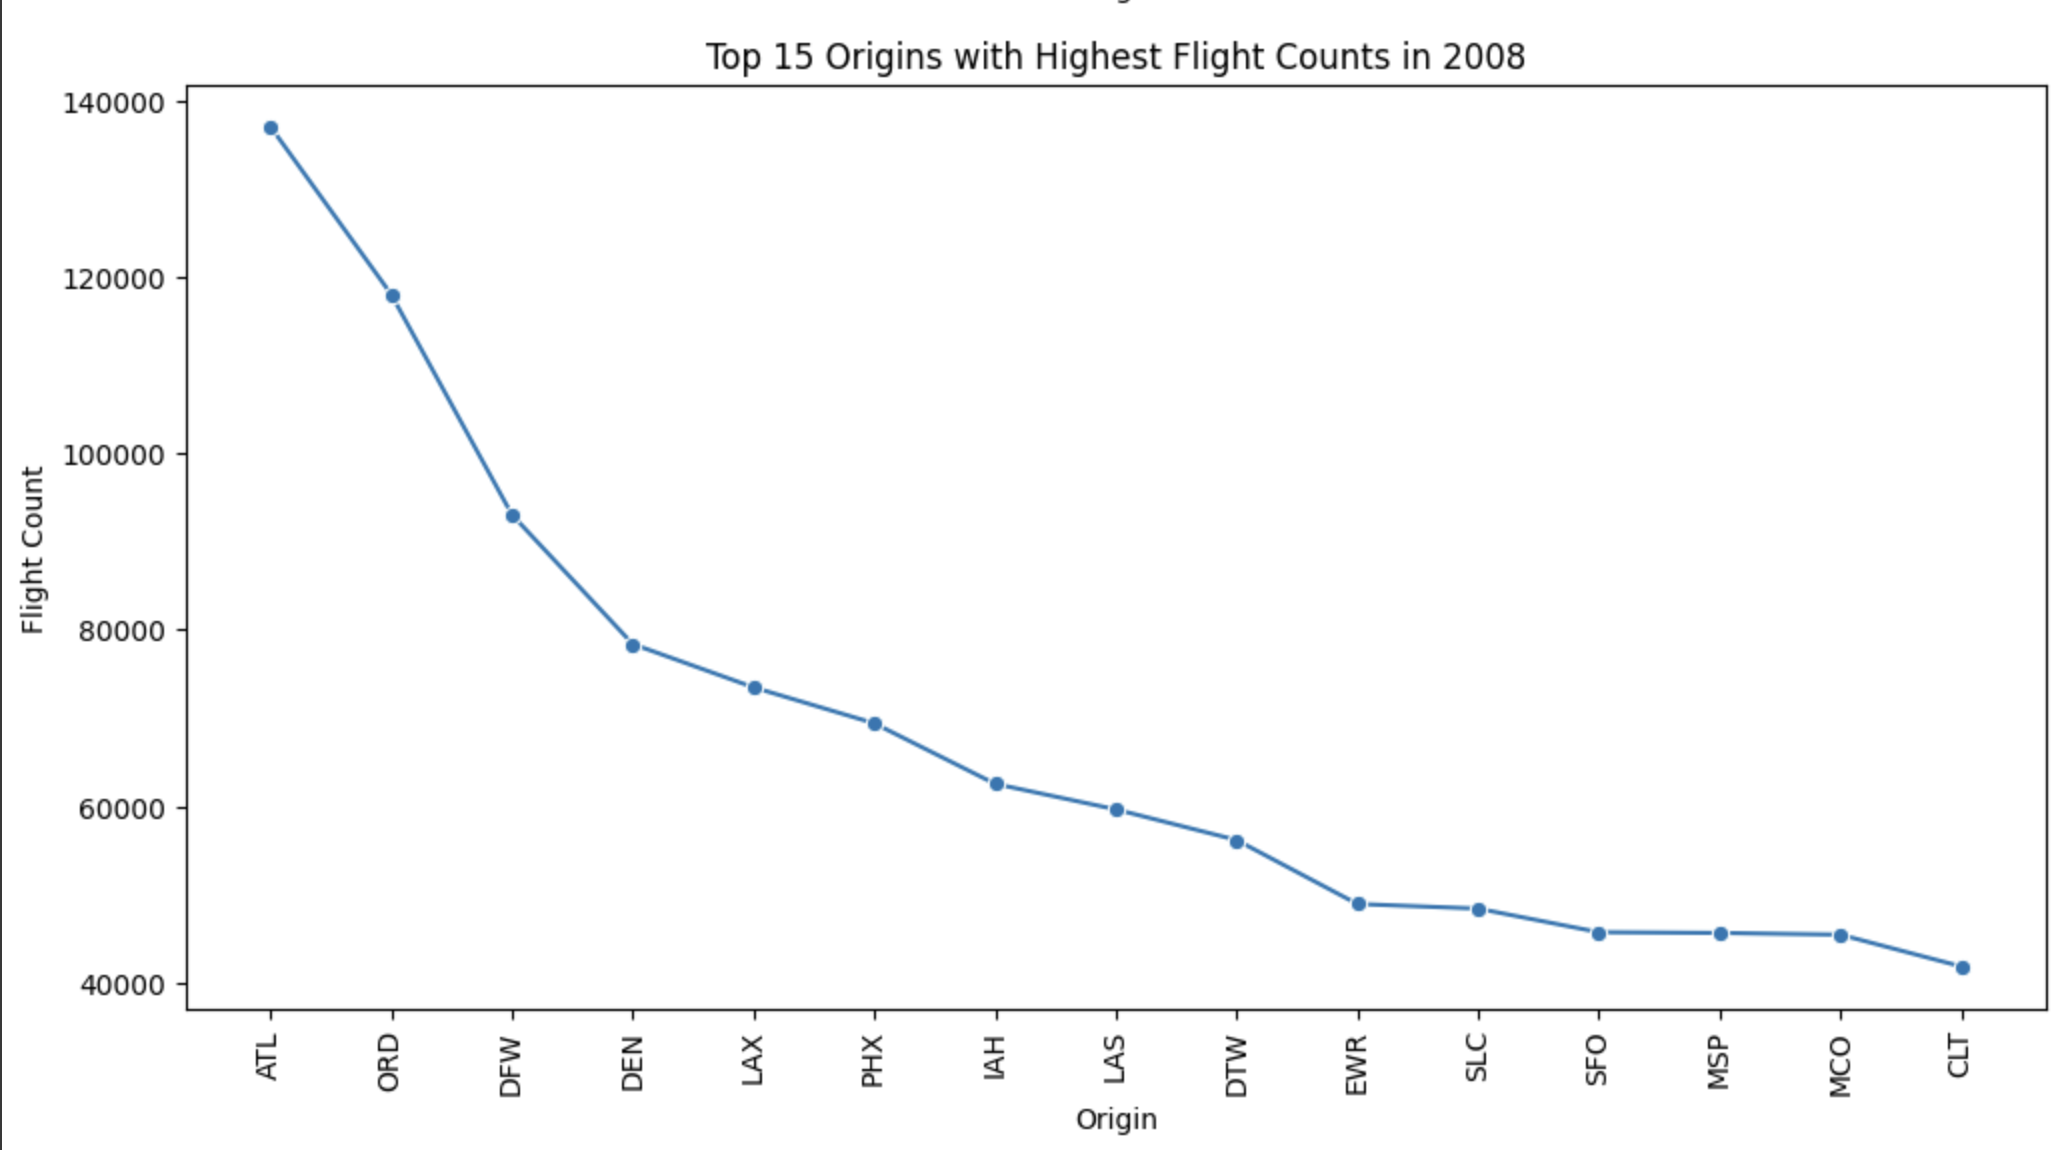 Top 15 Origins with Highest Flight Counts in 2008
140000
120000
100000
80000
60000
40000
Flight Count
ATL
ORD
DFW
DEN
LAX
PHX
IAH
LAS
DTW
EWR
SLC
SFO
MSP
MCO
CLT
Origin